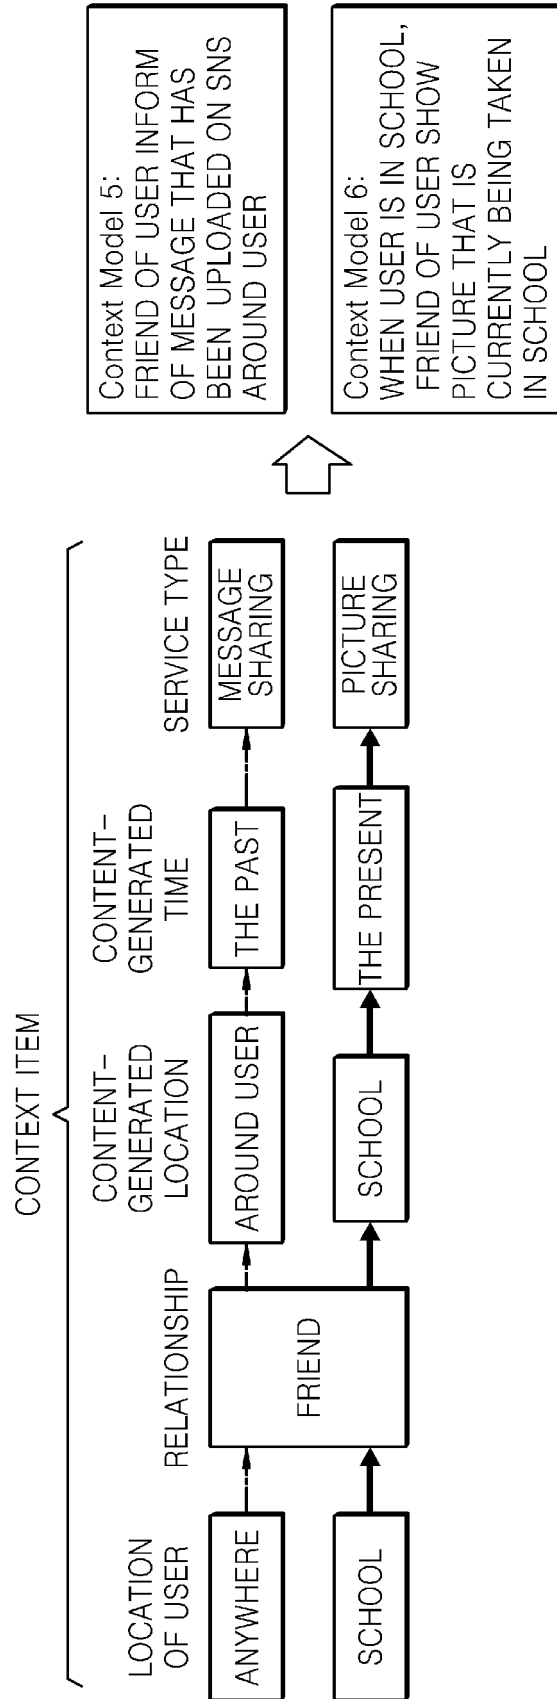 CONTEXT ITEM
LOCATION
OF USER
RELATIONSHIP
CONTENT-
GENERATED
LOCATION
CONTENT-
GENERATED
TIME
SERVICE TYPE
ANYWHERE
FRIEND
AROUND USER
THE PAST
MESSAGE
SHARING
SCHOOL
SCHOOL
THE PRESENT
PICTURE
SHARING
Context Model 5:
FRIEND OF USER INFORM
OF MESSAGE THAT HAS
BEEN UPLOADED ON SNS
AROUND USER
Context Model 6:
WHEN USER IS IN SCHOOL,
FRIEND OF USER SHOW
PICTURE THAT IS
CURRENTLY BEING TAKEN
IN SCHOOL